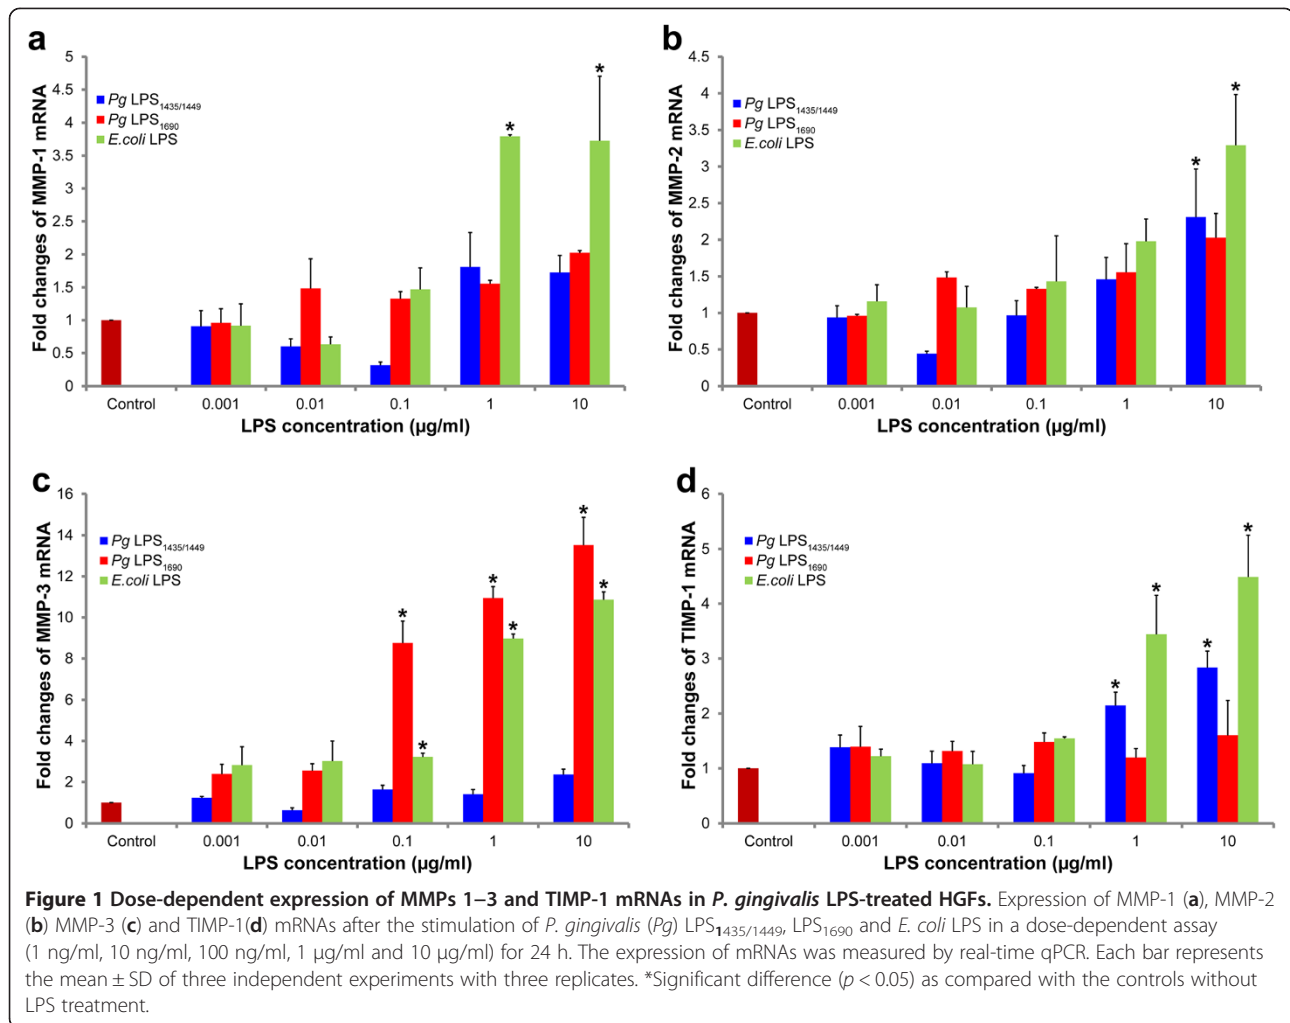 a
5
4.5
4
3.5
3
2.5
2
1.5
1
0.5
0
Fold changes of MMP-1 mRNA
Pg LPS1435/1449
Pg LPS1690
E.coli LPS
*
*
Control 0.001 0.01 0.1 1 10
LPS concentration (µg/ml)
b
4.5
4
3.5
3
2.5
2
1.5
1
0.5
0
Fold changes of MMP-2 mRNA
Pg LPS1435/1449
Pg LPS1690
E.coli LPS
*
*
Control 0.001 0.01 0.1 1 10
LPS concentration (µg/ml)
c
16
14
12
10
8
6
4
2
0
Fold changes of MMP-3 mRNA
Pg LPS1435/1449
Pg LPS1690
E.coli LPS
*
*
*
*
*
*
Control 0.001 0.01 0.1 1 10
LPS concentration (µg/ml)
d
6
5
4
3
2
1
0
Fold changes of TIMP-1 mRNA
Pg LPS1435/1449
Pg LPS1690
E.coli LPS
*
*
*
*
Control 0.001 0.01 0.1 1 10
LPS concentration (µg/ml)
Figure 1 Dose-dependent expression of MMPs 1–3 and TIMP-1 mRNAs in P. gingivalis LPS-treated HGFs. Expression of MMP-1 (a), MMP-2
(b) MMP-3 (c) and TIMP-1(d) mRNAs after the stimulation of P. gingivalis (Pg) LPS1435/1449, LPS1690 and E. coli LPS in a dose-dependent assay
(1 ng/ml, 10 ng/ml, 100 ng/ml, 1 µg/ml and 10 µg/ml) for 24 h. The expression of mRNAs was measured by real-time qPCR. Each bar represents
the mean ± SD of three independent experiments with three replicates. *Significant difference (p < 0.05) as compared with the controls without
LPS treatment.